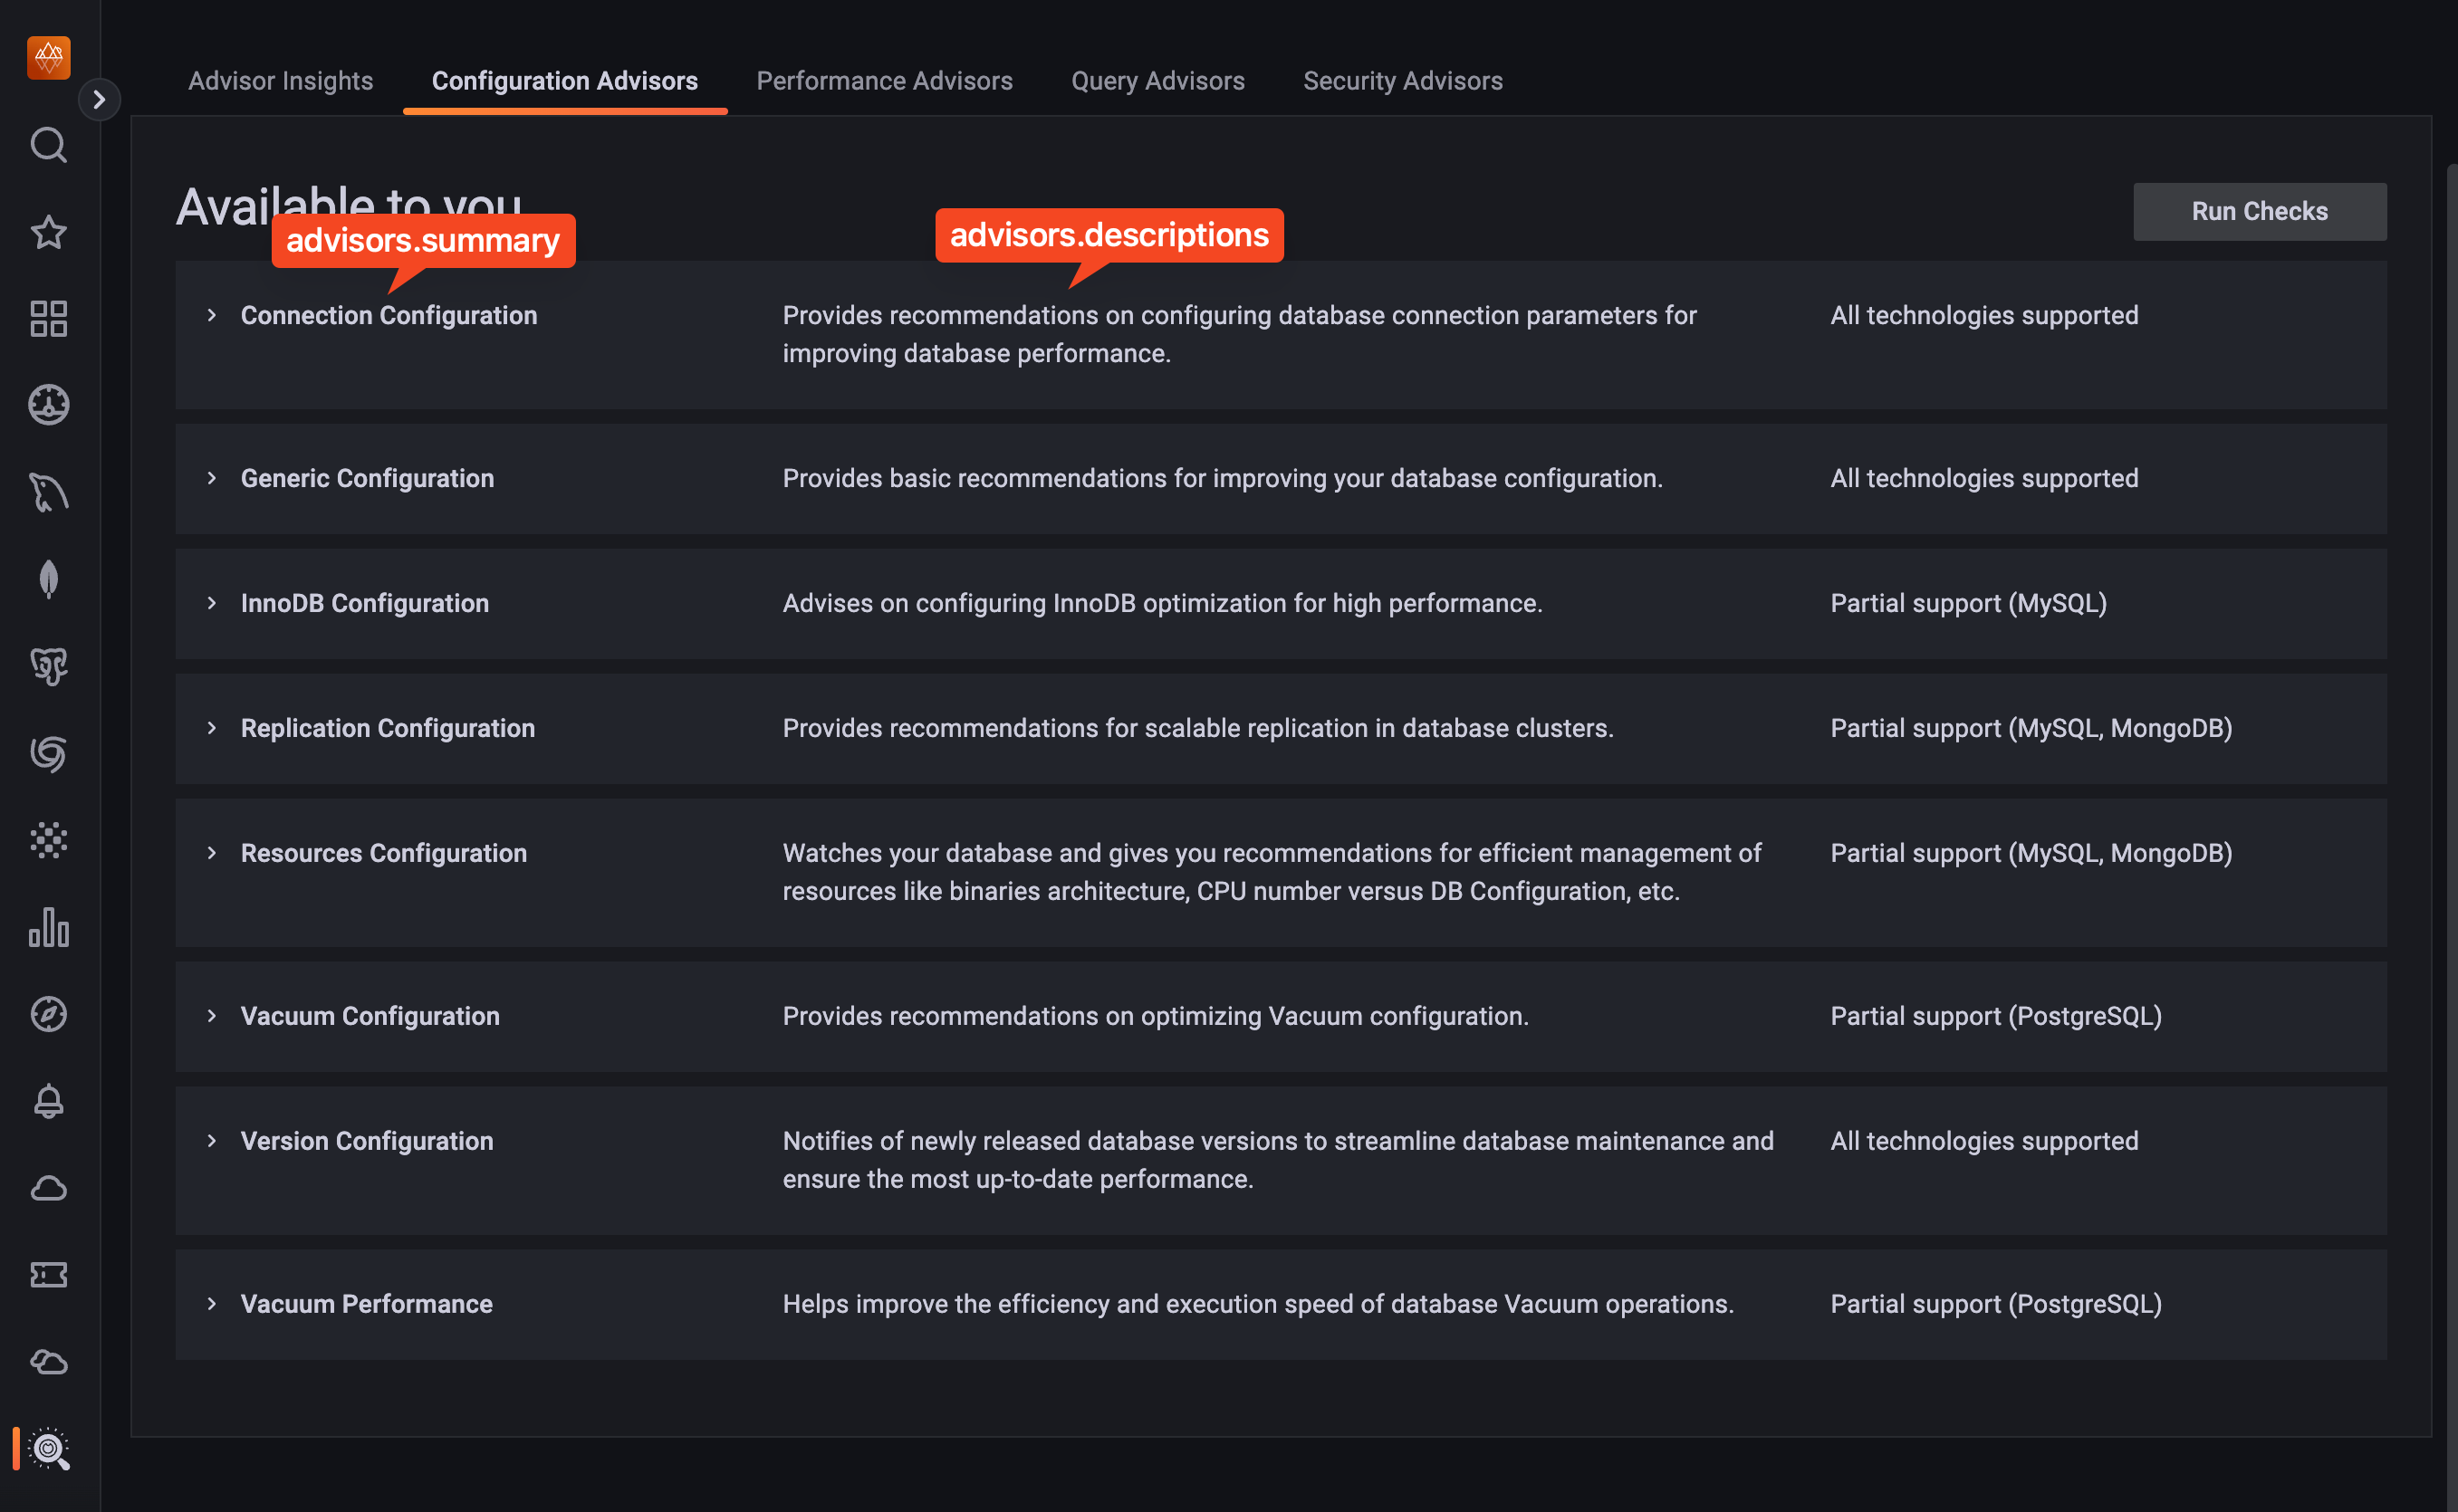 Advisor Insights
Configuration Advisors
Performance Advisors
Query Advisors
Security Advisors
Available to you
Run Checks
advisors.summary
advisors.descriptions
Connection Configuration
Provides recommendations on configuring database connection parameters for
improving database performance.
All technologies supported
Generic Configuration
Provides basic recommendations for improving your database configuration.
All technologies supported
InnoDB Configuration
Advises on configuring InnoDB optimization for high performance.
Partial support (MySQL)
Replication Configuration
Provides recommendations for scalable replication in database clusters.
Partial support (MySQL, MongoDB)
Resources Configuration
Watches your database and gives you recommendations for efficient management of
resources like binaries architecture, CPU number versus DB Configuration, etc.
Partial support (MySQL, MongoDB)
Vacuum Configuration
Provides recommendations on optimizing Vacuum configuration.
Partial support (PostgreSQL)
Version Configuration
Notifies of newly released database versions to streamline database maintenance and
ensure the most up-to-date performance.
All technologies supported
Vacuum Performance
Helps improve the efficiency and execution speed of database Vacuum operations.
Partial support (PostgreSQL)